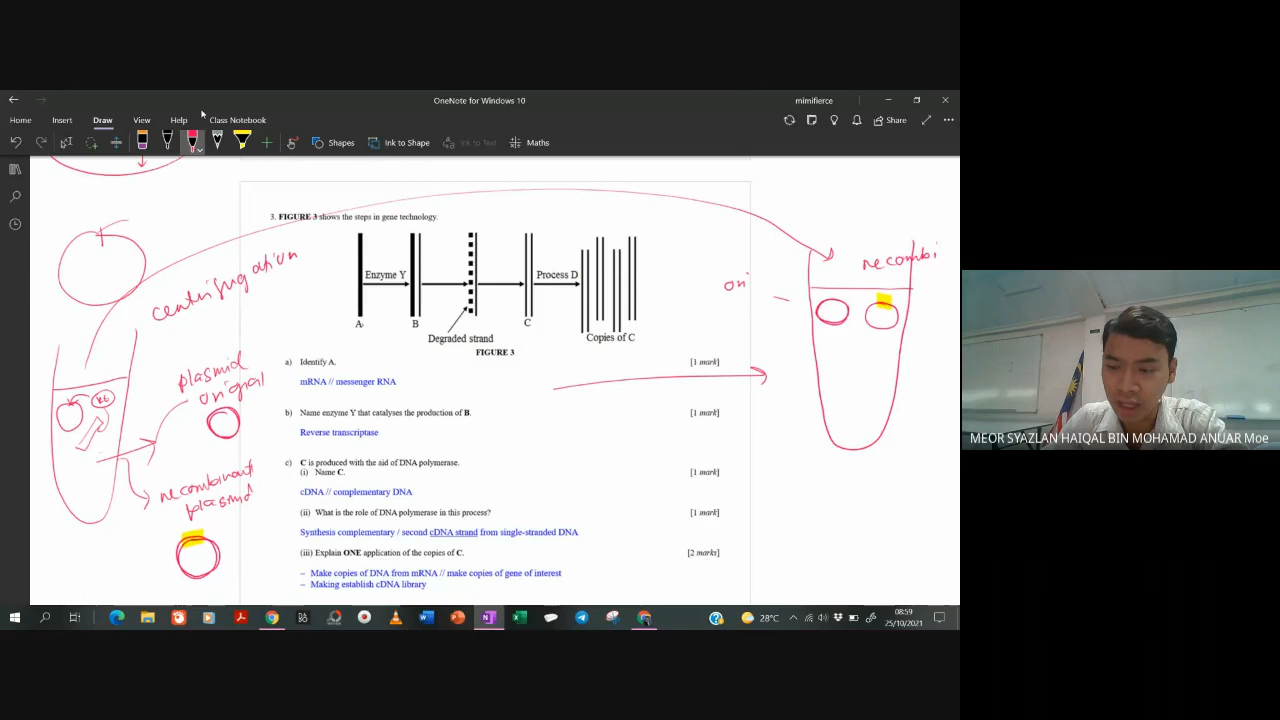 OneNote for Windows 10
mimifierce
Home
Insert
Draw
View
Help
Class Notebook
Share
Shapes
Ink to Shape
Ink to Text
Maths
3. FIGURE 3 shows the steps in gene technology.
Enzyme Y
Process D
A
B
Degraded strand
C
Copies of C
FIGURE 3
a) Identify A. [1 mark]
mRNA // messenger RNA
b) Name enzyme Y that catalyses the production of B. [1 mark]
Reverse transcriptase
c) C is produced with the aid of DNA polymerase.
(i) Name C. [1 mark]
cDNA // complementary DNA
(ii) What is the role of DNA polymerase in this process? [1 mark]
Synthesis complementary / second cDNA strand from single-stranded DNA
(iii) Explain ONE application of the copies of C. [2 marks]
– Make copies of DNA from mRNA // make copies of gene of interest
– Making establish cDNA library
centrifugation
plasmid
original
recombinant
plasmid
ori
recombi
MEOR SYAZLAN HAIQAL BIN MOHAMAD ANUAR Moe
28°C
08:59
25/10/2021